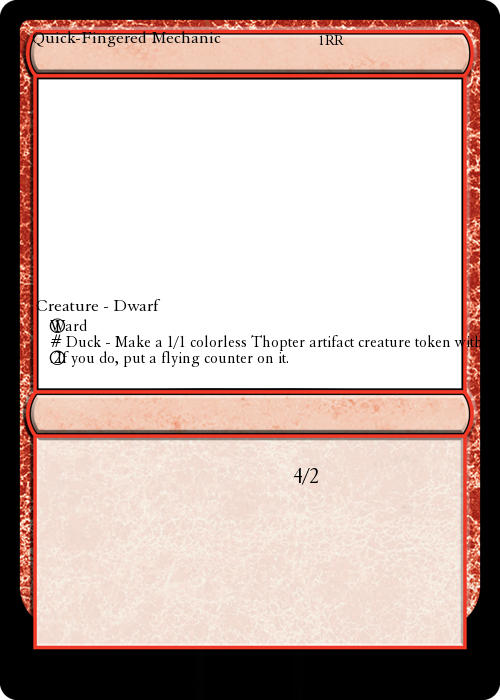 Quick-Fingered Mechanic 1RR
Creature - Dwarf
Ward
# Duck - Make a 1/1 colorless Thopter artifact creature token with
If you do, put a flying counter on it.
4/2